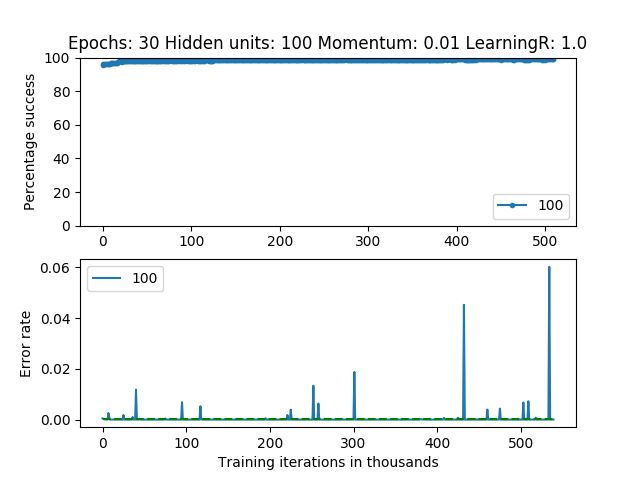 Epochs: 30 Hidden units: 100 Momentum: 0.01 LearningR: 1.0
100
80
60
40
20
0
Percentage success
100
0 100 200 300 400 500
0.06
0.04
0.02
0.00
Error rate
100
0 100 200 300 400 500
Training iterations in thousands